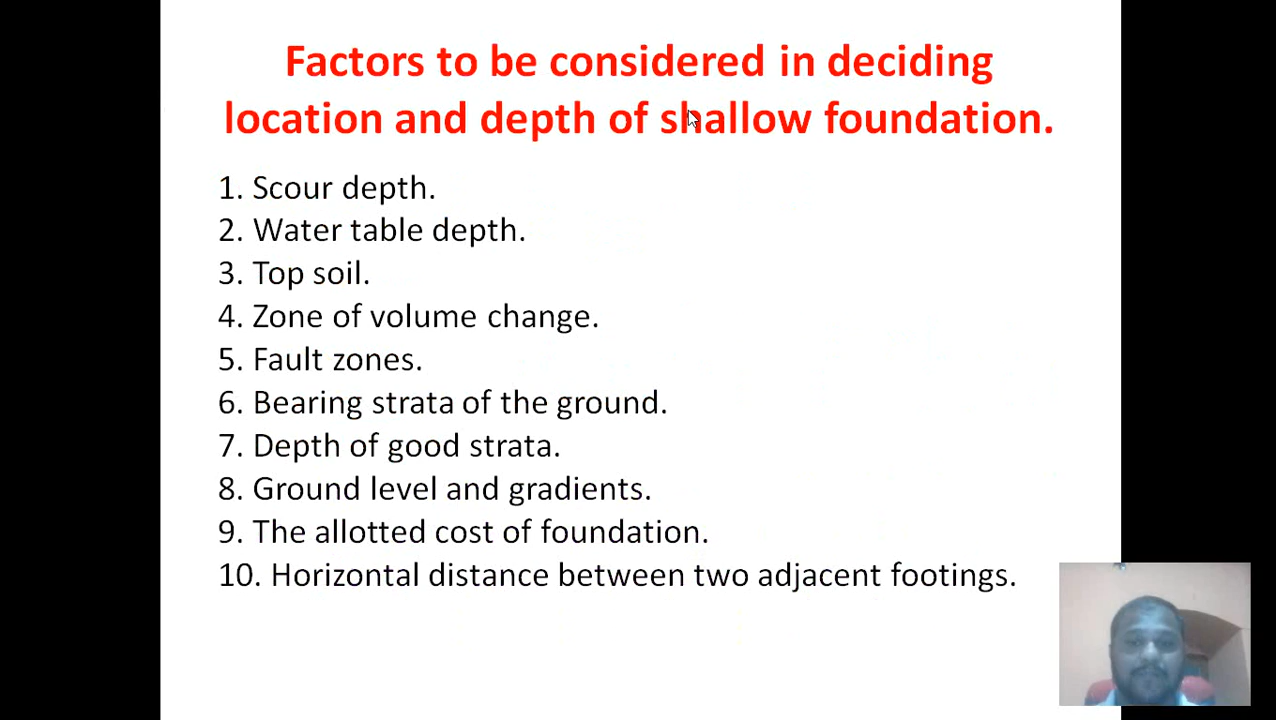 Factors to be considered in deciding
location and depth of shallow foundation.
1. Scour depth.
2. Water table depth.
3. Top soil.
4. Zone of volume change.
5. Fault zones.
6. Bearing strata of the ground.
7. Depth of good strata.
8. Ground level and gradients.
9. The allotted cost of foundation.
10. Horizontal distance between two adjacent footings.